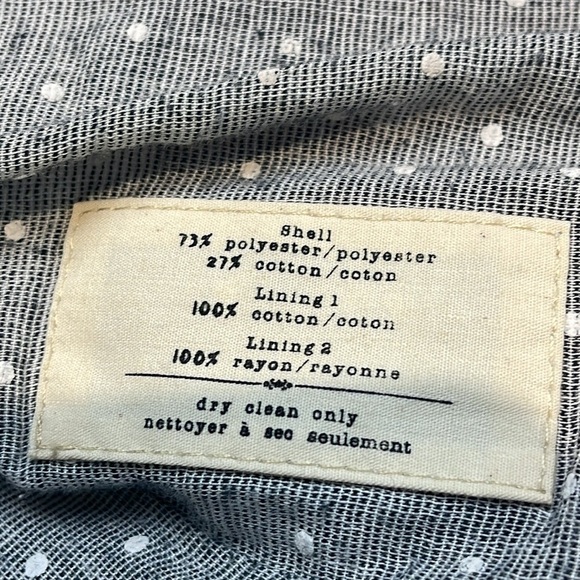 Shell
73% polyester/polyester
27% cotton/coton
Lining 1
100% cotton/coton
Lining 2
100% rayon/rayonne
dry clean only
nettoyer à sec seulement